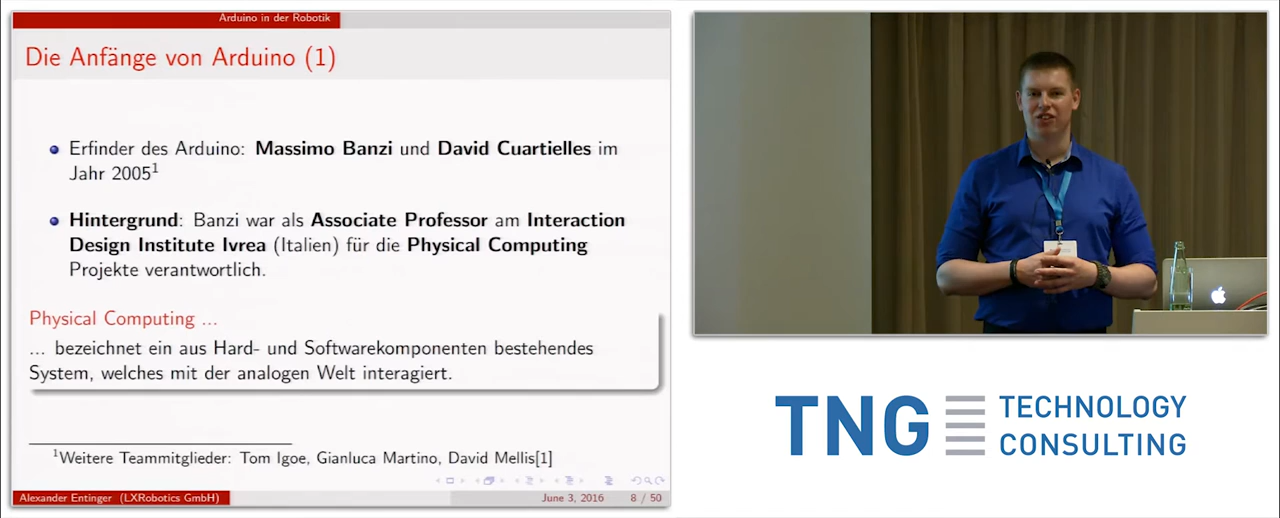 Arduino in der Robotik
Die Anfänge von Arduino (1)
Erfinder des Arduino: Massimo Banzi und David Cuartielles im
Jahr 2005¹
Hintergrund: Banzi war als Associate Professor am Interaction
Design Institute Ivrea (Italien) für die Physical Computing
Projekte verantwortlich.
Physical Computing ...
... bezeichnet ein aus Hard- und Softwarekomponenten bestehendes
System, welches mit der analogen Welt interagiert.
¹Weitere Teammitglieder: Tom Igoe, Gianluca Martino, David Mellis[1]
Alexander Entinger (LXRobotics GmbH)
June 3, 2016
8 / 50
TNG TECHNOLOGY
CONSULTING